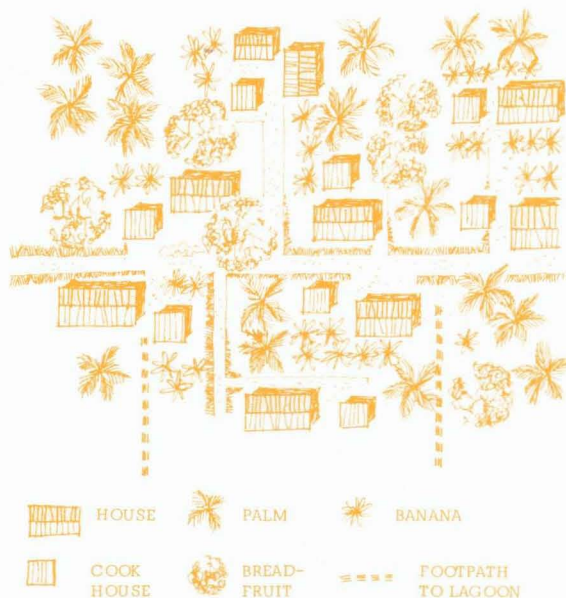 HOUSE
PALM
BANANA
COOK
HOUSE
BREAD-
FRUIT
FOOTPATH
TO LAGOON